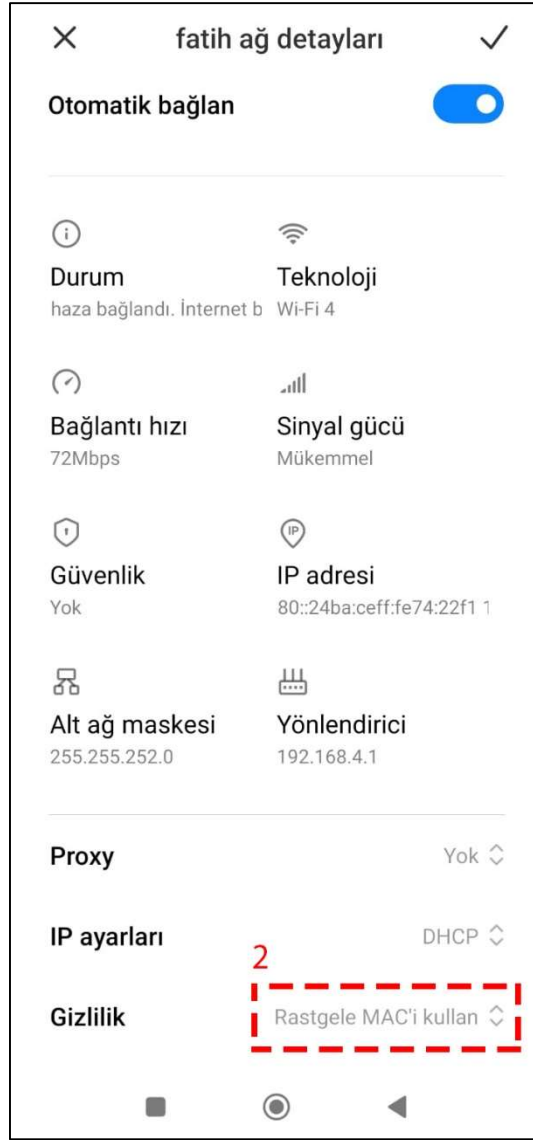 fatih ağ detayları
Otomatik bağlan
Durum
haza bağlandı. İnternet b
Teknoloji
Wi-Fi 4
Bağlantı hızı
72Mbps
Sinyal gücü
Mükemmel
Güvenlik
Yok
IP
IP adresi
80::24ba:ceff:fe74:22f1 1
Alt ağ maskesi
255.255.252.0
Yönlendirici
192.168.4.1
Proxy
Yok
IP ayarları
DHCP
2
Gizlilik
Rastgele MAC'i kullan